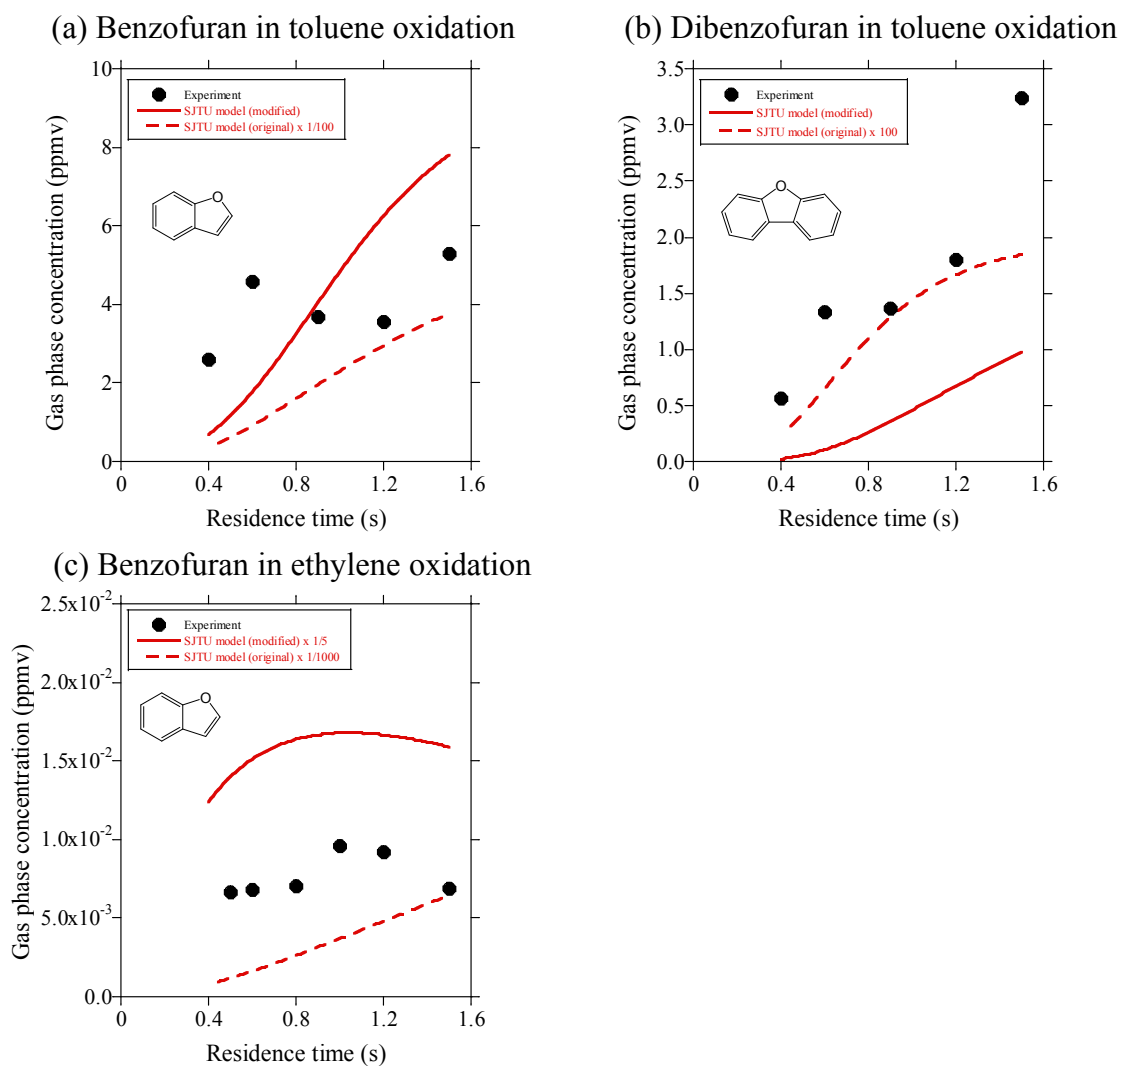 (a) Benzofuran in toluene oxidation
10
8
6
4
2
0
Gas phase concentration (ppmv)
Experiment
SJTU model (modified)
SJTU model (original) x 1/100
O
0
0.4
0.8
1.2
1.6
Residence time (s)
(b) Dibenzofuran in toluene oxidation
3.5
3.0
2.5
2.0
1.5
1.0
0.5
0.0
Gas phase concentration (ppmv)
Experiment
SJTU model (modified)
SJTU model (original) x 100
O
0
0.4
0.8
1.2
1.6
Residence time (s)
(c) Benzofuran in ethylene oxidation
2.5x10-2
2.0x10-2
1.5x10-2
1.0x10-2
5.0x10-3
0.0
Gas phase concentration (ppmv)
Experiment
SJTU model (modified) x 1/5
SJTU model (original) x 1/1000
O
0
0.4
0.8
1.2
1.6
Residence time (s)